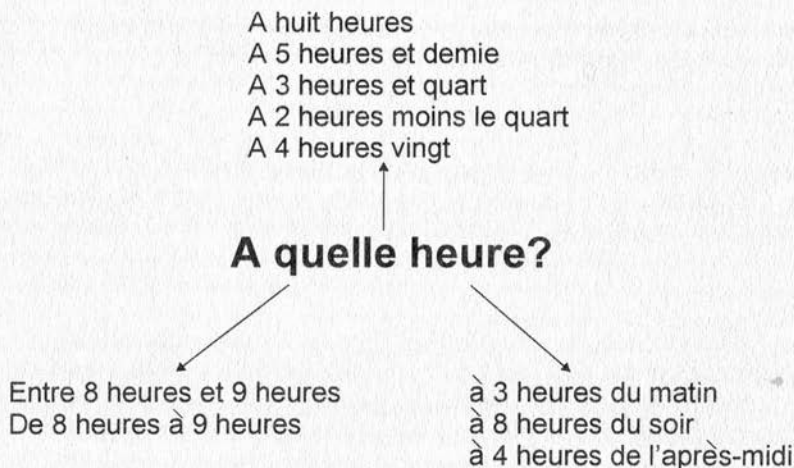 A huit heures
A 5 heures et demie
A 3 heures et quart
A 2 heures moins le quart
A 4 heures vingt
A quelle heure?
Entre 8 heures et 9 heures
De 8 heures à 9 heures
à 3 heures du matin
à 8 heures du soir
à 4 heures de l'après-midi